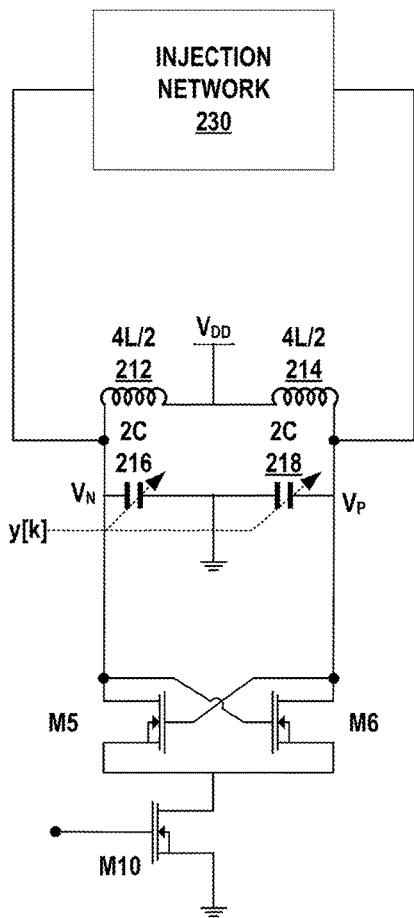 INJECTION
NETWORK
230
V_DD
4L/2
212
4L/2
214
2C
216
2C
218
V_N
V_P
y[k]
M5
M6
M10